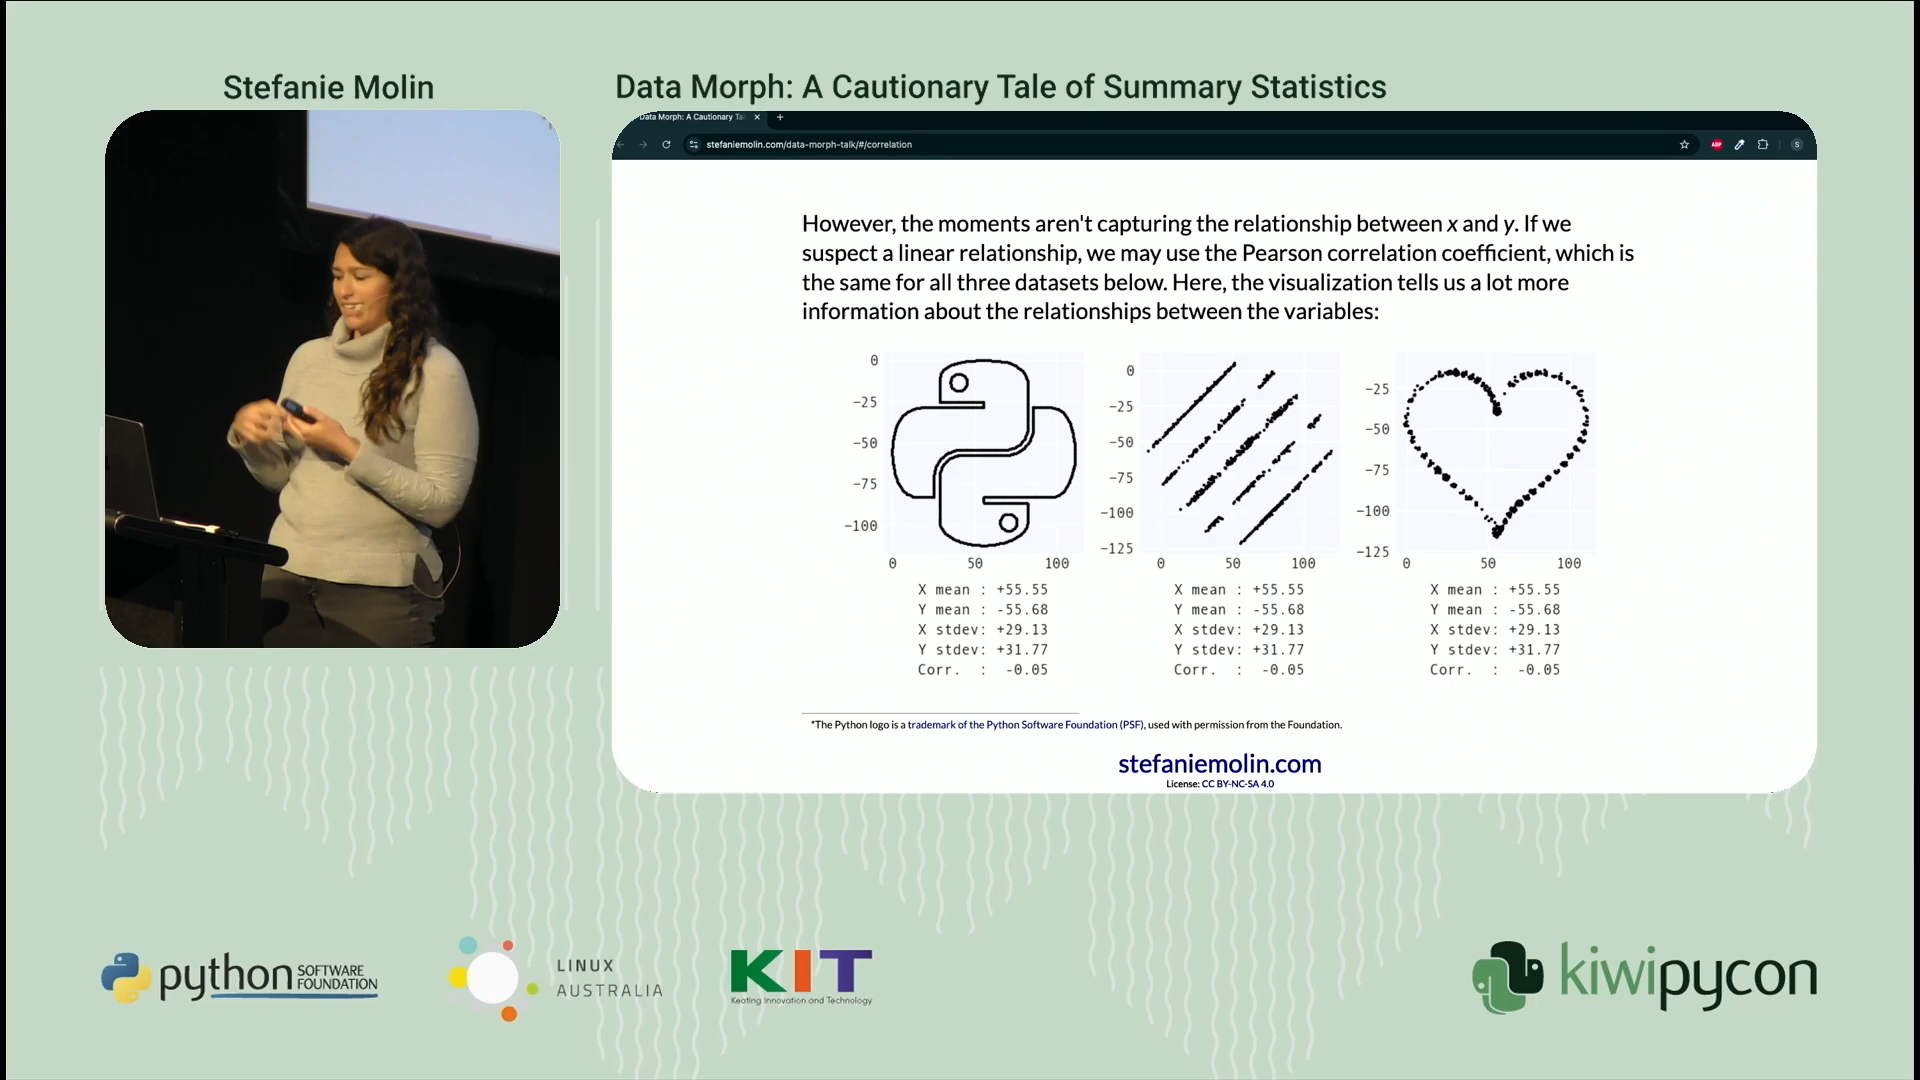 Stefanie Molin
Data Morph: A Cautionary Tale of Summary Statistics
Data Morph: A Cautionary Ta
stefaniemolin.com/data-morph-talk/#/correlation
ABP
S
However, the moments aren't capturing the relationship between x and y. If we
suspect a linear relationship, we may use the Pearson correlation coefficient, which is
the same for all three datasets below. Here, the visualization tells us a lot more
information about the relationships between the variables:
0
−25
−50
−75
−100
0 50 100
0
−25
−50
−75
−100
−125
0 50 100
−25
−50
−75
−100
−125
0 50 100
X mean : +55.55
Y mean : -55.68
X stdev: +29.13
Y stdev: +31.77
Corr. : -0.05
X mean : +55.55
Y mean : -55.68
X stdev: +29.13
Y stdev: +31.77
Corr. : -0.05
X mean : +55.55
Y mean : -55.68
X stdev: +29.13
Y stdev: +31.77
Corr. : -0.05
*The Python logo is a trademark of the Python Software Foundation (PSF), used with permission from the Foundation.
stefaniemolin.com
License: CC BY-NC-SA 4.0
python SOFTWARE
FOUNDATION
LINUX
AUSTRALIA
KIT
Keating Innovation and Technology
kiwipycon